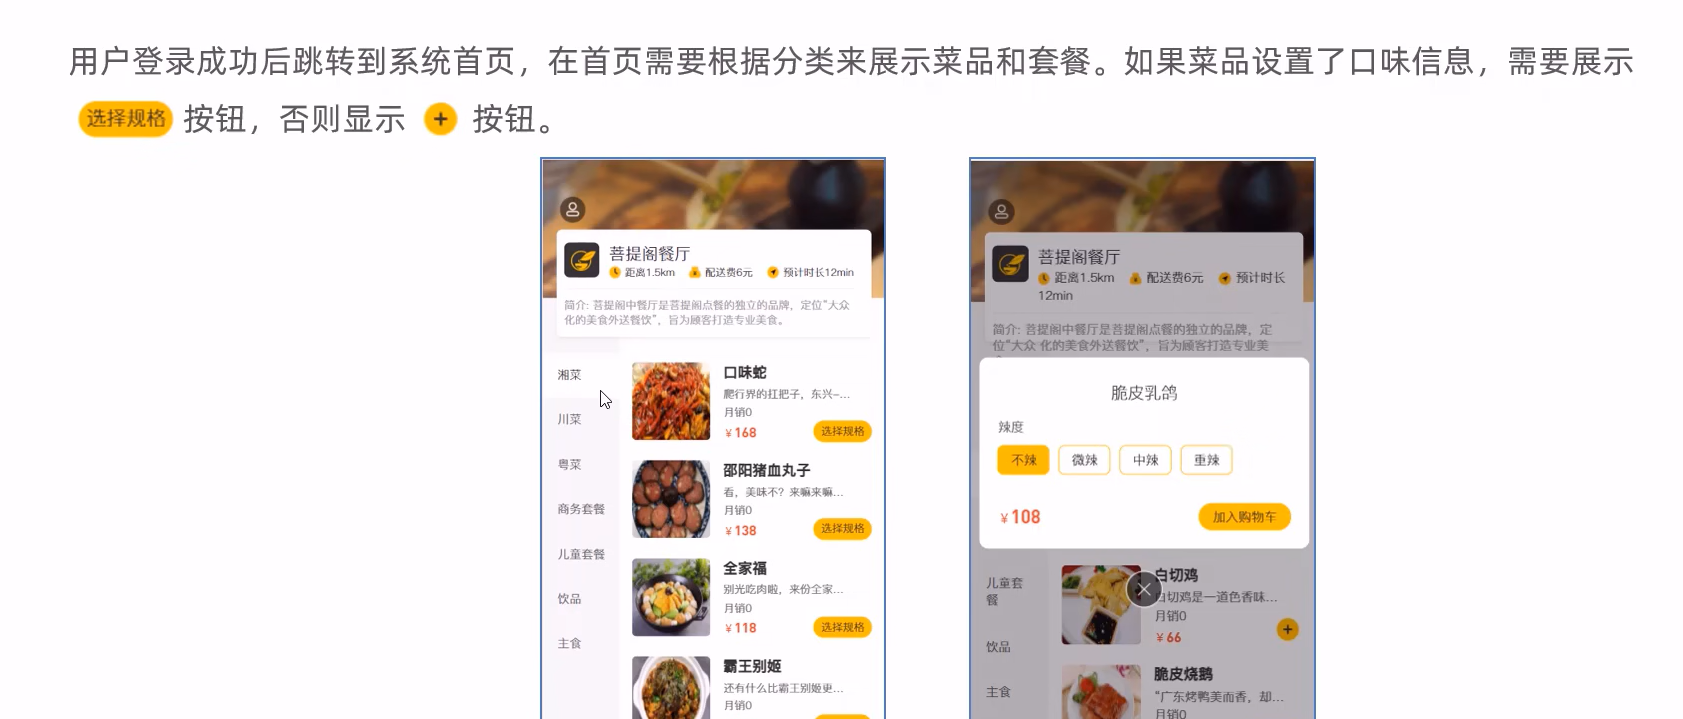 用户登录成功后跳转到系统首页，在首页需要根据分类来展示菜品和套餐。如果菜品设置了口味信息，需要展示
选择规格 按钮，否则显示 + 按钮。
菩提阁餐厅
距离1.5km 配送费6元 预计时长12min
简介: 菩提阁中餐厅是菩提阁点餐的独立的品牌，定位“大众
化的美食外送餐饮”，旨为顾客打造专业美食。
湘菜
川菜
粤菜
商务套餐
儿童套餐
饮品
主食
口味蛇
爬行界的扛把子，东兴-...
月销0
¥168
选择规格
邵阳猪血丸子
看，美味不？来嘛来嘛...
月销0
¥138
选择规格
全家福
别光吃肉啦，来份全家...
月销0
¥118
选择规格
霸王别姬
还有什么比霸王别姬更...
月销0
菩提阁餐厅
距离1.5km 配送费6元 预计时长
12min
简介: 菩提阁中餐厅是菩提阁点餐的独立的品牌，定
位“大众 化的美食外送餐饮”，旨为顾客打造专业美
脆皮乳鸽
辣度
不辣 微辣 中辣 重辣
¥108
加入购物车
儿童套
餐
饮品
主食
白切鸡
白切鸡是一道色香味...
月销0
¥66
+
脆皮烧鹅
“广东烤鸭美而香，却...
月销0